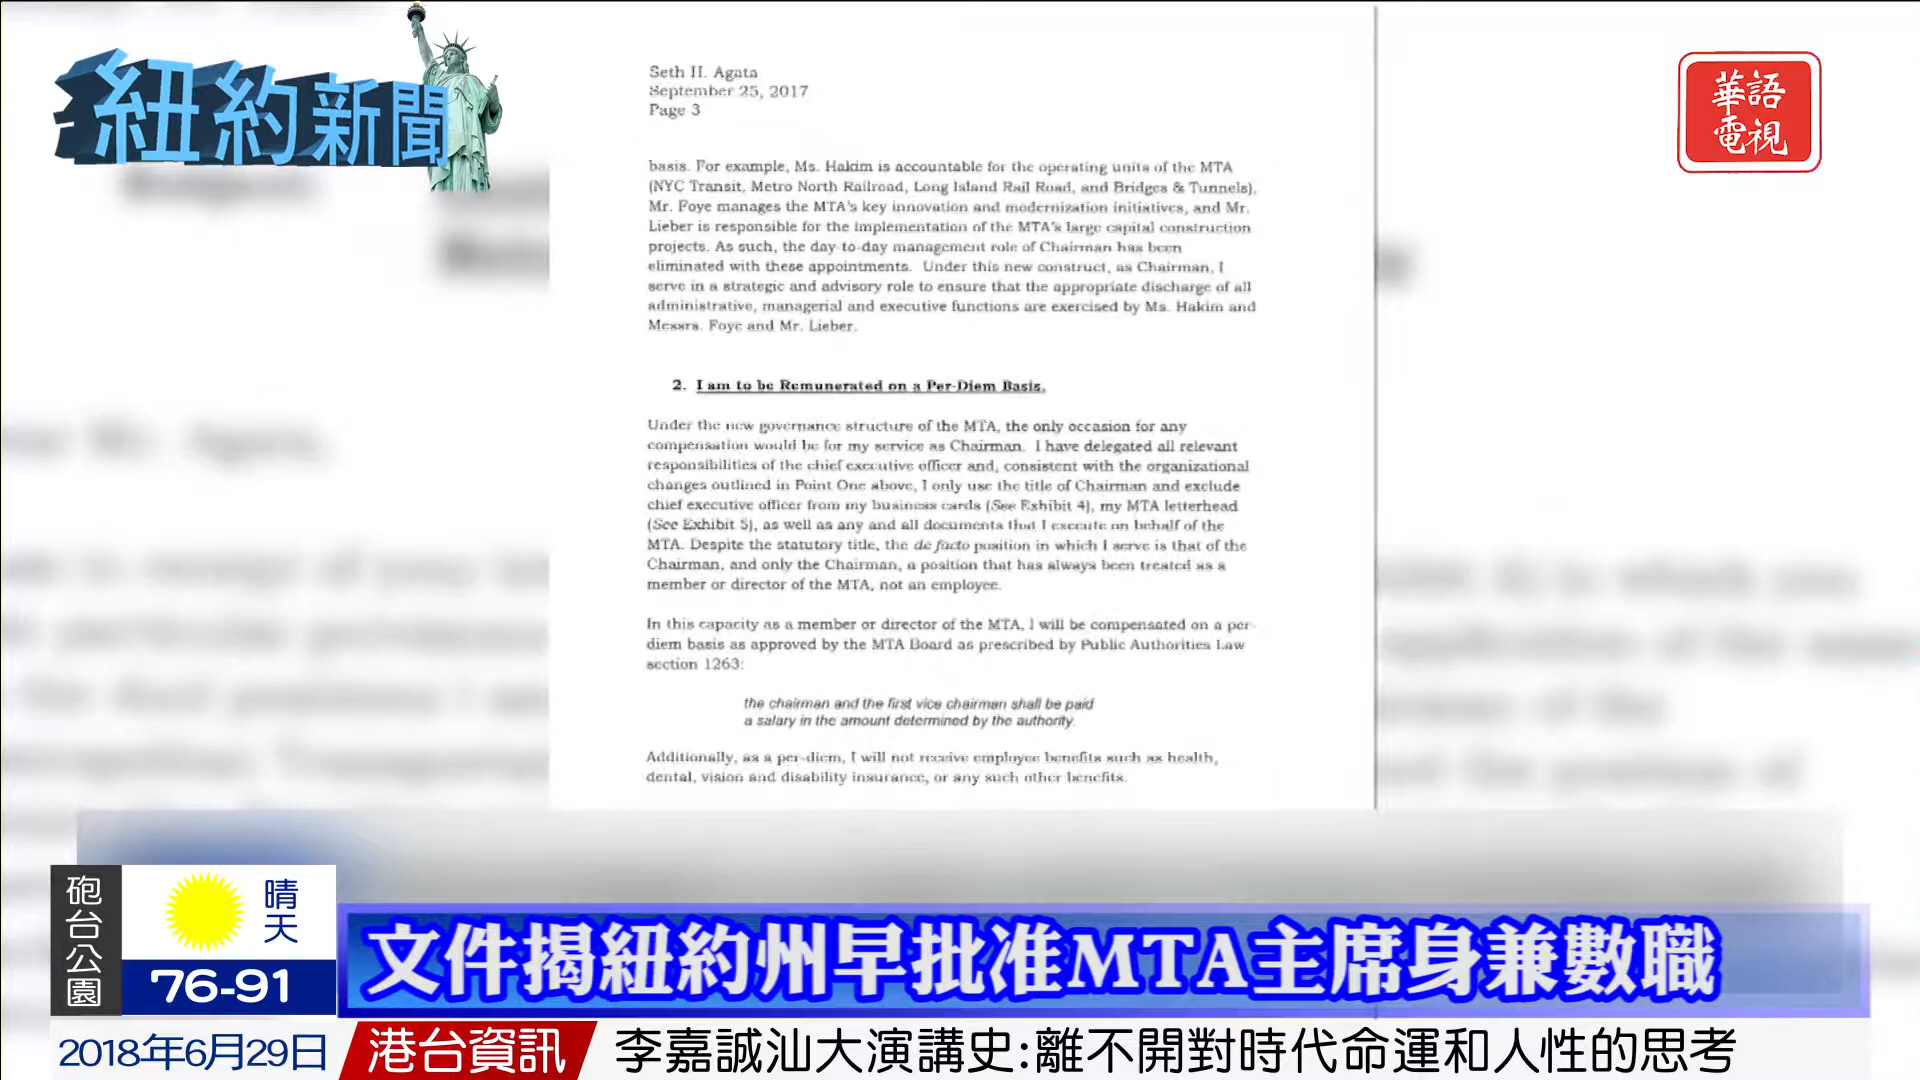 紐約新聞
華語
電視
Seth H. Agata
September 25, 2017
Page 3
basis. For example, Ms. Hakim is accountable for the operating units of the MTA
(NYC Transit, Metro North Railroad, Long Island Rail Road, and Bridges & Tunnels),
Mr. Foye manages the MTA's key innovation and modernization initiatives, and Mr.
Lieber is responsible for the implementation of the MTA's large capital construction
projects. As such, the day-to-day management role of Chairman has been
eliminated with these appointments. Under this new construct, as Chairman, I
serve in a strategic and advisory role to ensure that the appropriate discharge of all
administrative, managerial and executive functions are exercised by Ms. Hakim and
Messrs. Foye and Mr. Lieber.
2. I am to be Remunerated on a Per-Diem Basis.
Under the new governance structure of the MTA, the only occasion for any
compensation would be for my service as Chairman. I have delegated all relevant
responsibilities of the chief executive officer and, consistent with the organizational
changes outlined in Point One above, I only use the title of Chairman and exclude
chief executive officer from my business cards (See Exhibit 4), my MTA letterhead
(See Exhibit 5), as well as any and all documents that I execute on behalf of the
MTA. Despite the statutory title, the de facto position in which I serve is that of the
Chairman, and only the Chairman, a position that has always been treated as a
member or director of the MTA, not an employee.
In this capacity as a member or director of the MTA, I will be compensated on a per-
diem basis as approved by the MTA Board as prescribed by Public Authorities Law
section 1263:
the chairman and the first vice chairman shall be paid
a salary in the amount determined by the authority.
Additionally, as a per-diem, I will not receive employee benefits such as health,
dental, vision and disability insurance, or any such other benefits.
砲台公園
晴天
76-91
文件揭紐約州早批准MTA主席身兼數職
2018年6月29日
港台資訊
李嘉誠汕大演講史:離不開對時代命運和人性的思考